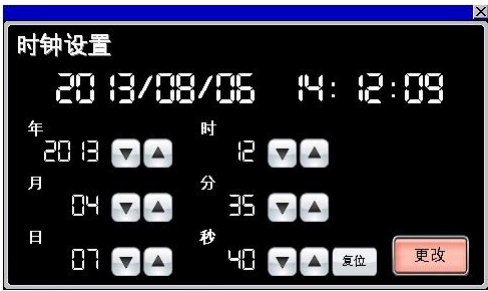 时钟设置
2013/08/06 14:12:09
年 时
2013 12
月 分
04 35
日 秒
07 40 复位 更改